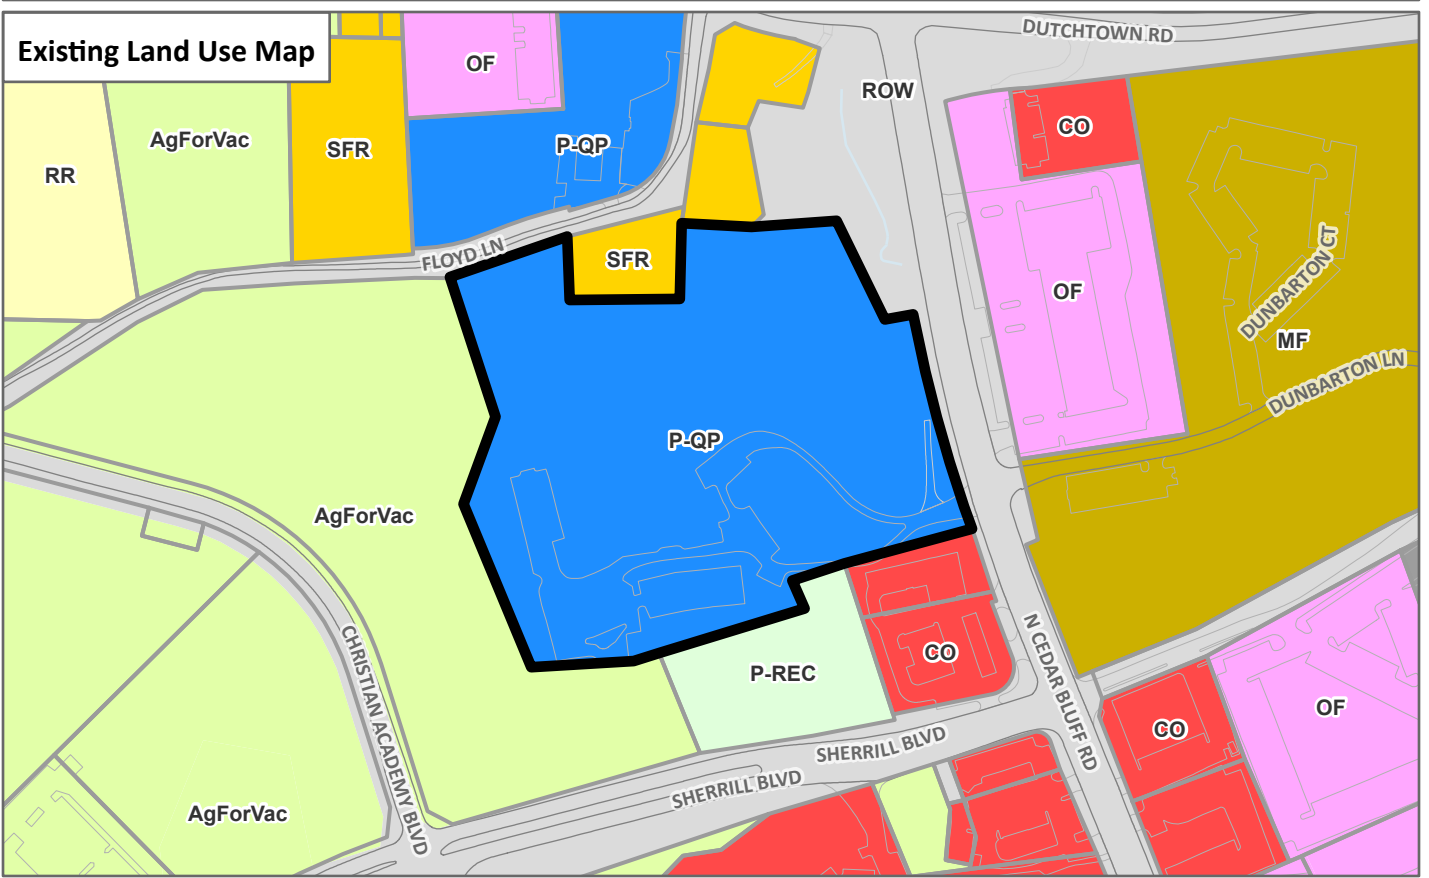 Existing Land Use Map
DUTCHTOWN RD
OF
ROW
CO
AgForVac
SFR
P-QP
RR
FLOYD LN
SFR
OF
DUNBARTON CT
MF
DUNBARTON LN
P-QP
AgForVac
CHRISTIAN ACADEMY BLVD
CO
P-REC
N CEDAR BLUFF RD
OF
CO
SHERRILL BLVD
SHERRILL BLVD
AgForVac